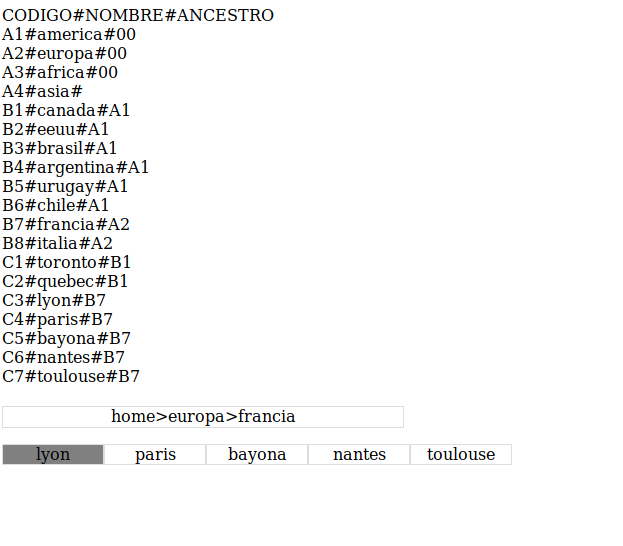 CODIGO#NOMBRE#ANCESTRO
A1#america#00
A2#europa#00
A3#africa#00
A4#asia#
B1#canada#A1
B2#eeuu#A1
B3#brasil#A1
B4#argentina#A1
B5#urugay#A1
B6#chile#A1
B7#francia#A2
B8#italia#A2
C1#toronto#B1
C2#quebec#B1
C3#lyon#B7
C4#paris#B7
C5#bayona#B7
C6#nantes#B7
C7#toulouse#B7
home>europa>francia
lyon paris bayona nantes toulouse